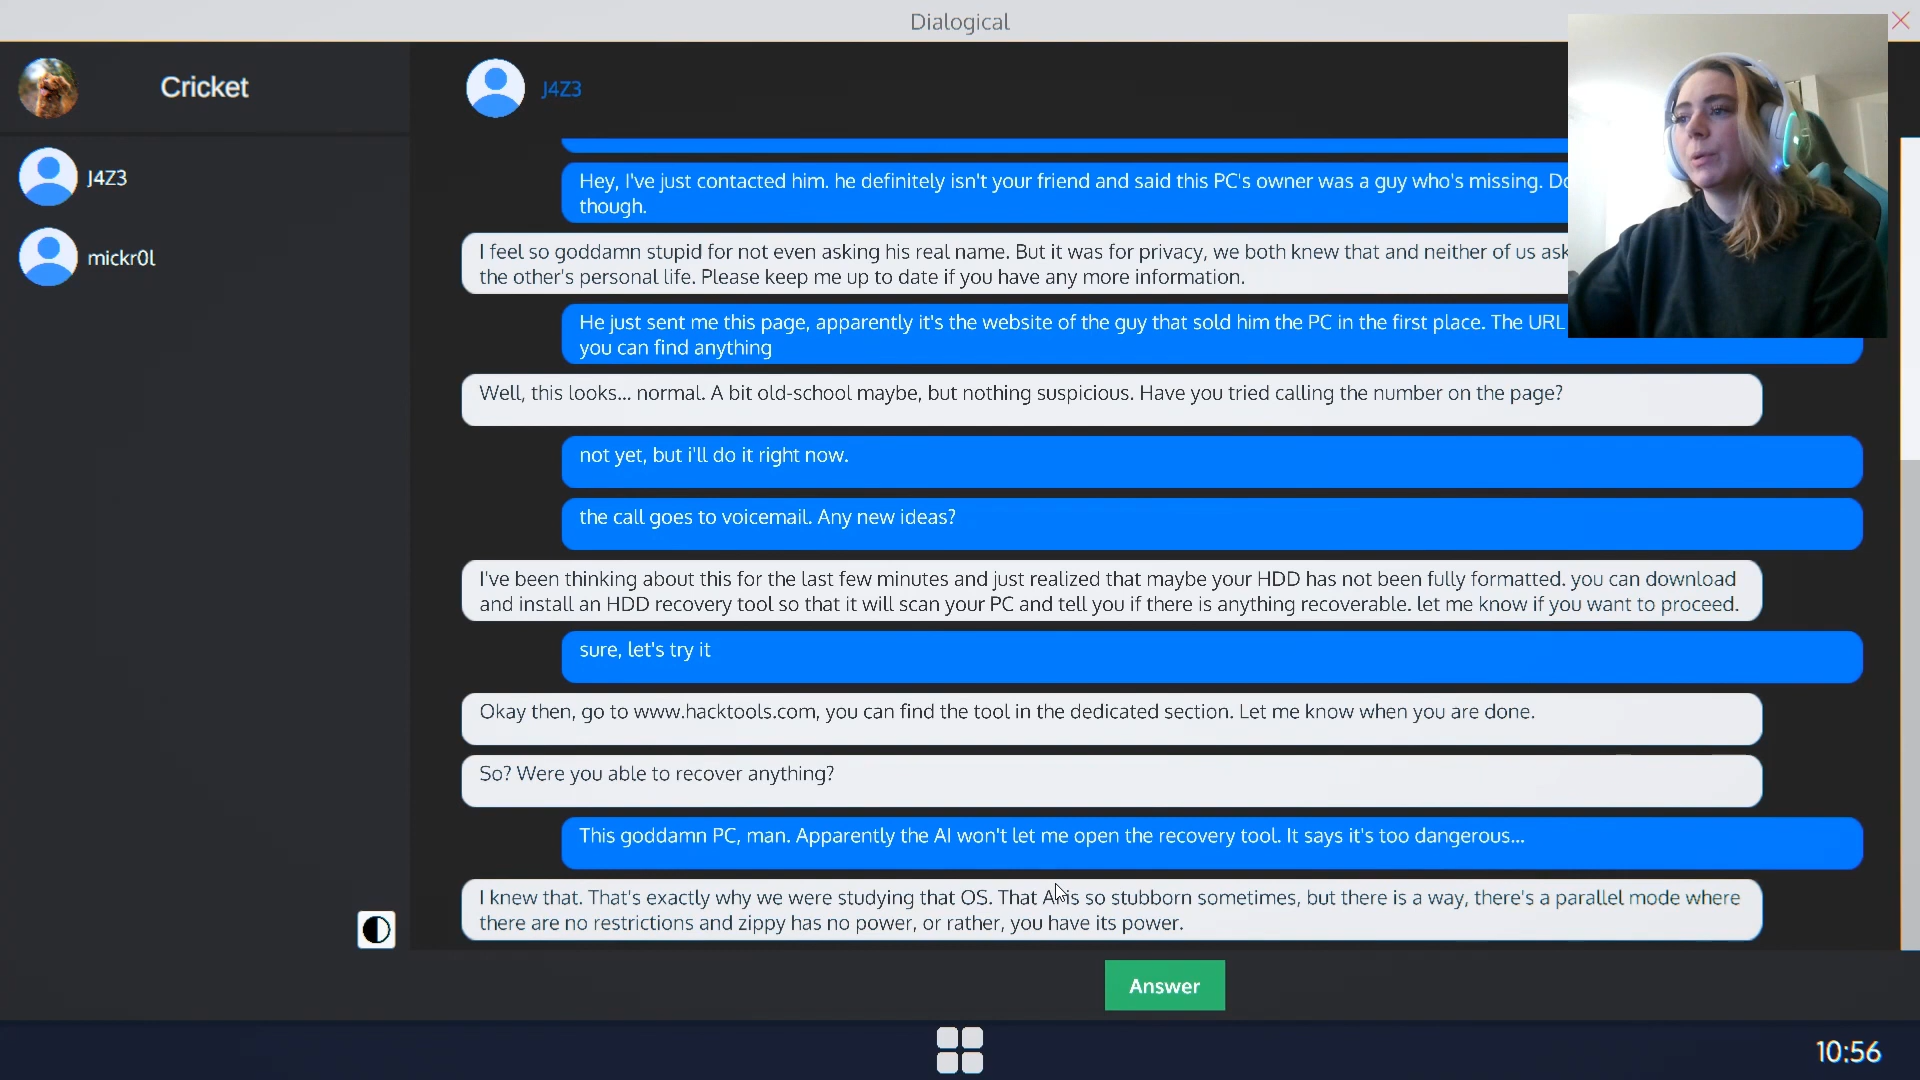 Dialogical
Cricket
J4Z3
J4Z3
mickr0l
Hey, I've just contacted him. he definitely isn't your friend and said this PC's owner was a guy who's missing.
though.
I feel so goddamn stupid for not even asking his real name. But it was for privacy, we both knew that and neither of us
the other's personal life. Please keep me up to date if you have any more information.
He just sent me this page, apparently it's the website of the guy that sold him the PC in the first place. The URL
you can find anything
Well, this looks... normal. A bit old-school maybe, but nothing suspicious. Have you tried calling the number on the page?
not yet, but i'll do it right now.
the call goes to voicemail. Any new ideas?
I've been thinking about this for the last few minutes and just realized that maybe your HDD has not been fully formatted. you can download
and install an HDD recovery tool so that it will scan your PC and tell you if there is anything recoverable. let me know if you want to proceed.
sure, let's try it
Okay then, go to www.hacktools.com, you can find the tool in the dedicated section. Let me know when you are done.
So? Were you able to recover anything?
This goddamn PC, man. Apparently the AI won't let me open the recovery tool. It says it's too dangerous...
I knew that. That's exactly why we were studying that OS. That AI is so stubborn sometimes, but there is a way, there's a parallel mode where
there are no restrictions and zippy has no power, or rather, you have its power.
Answer
10:56